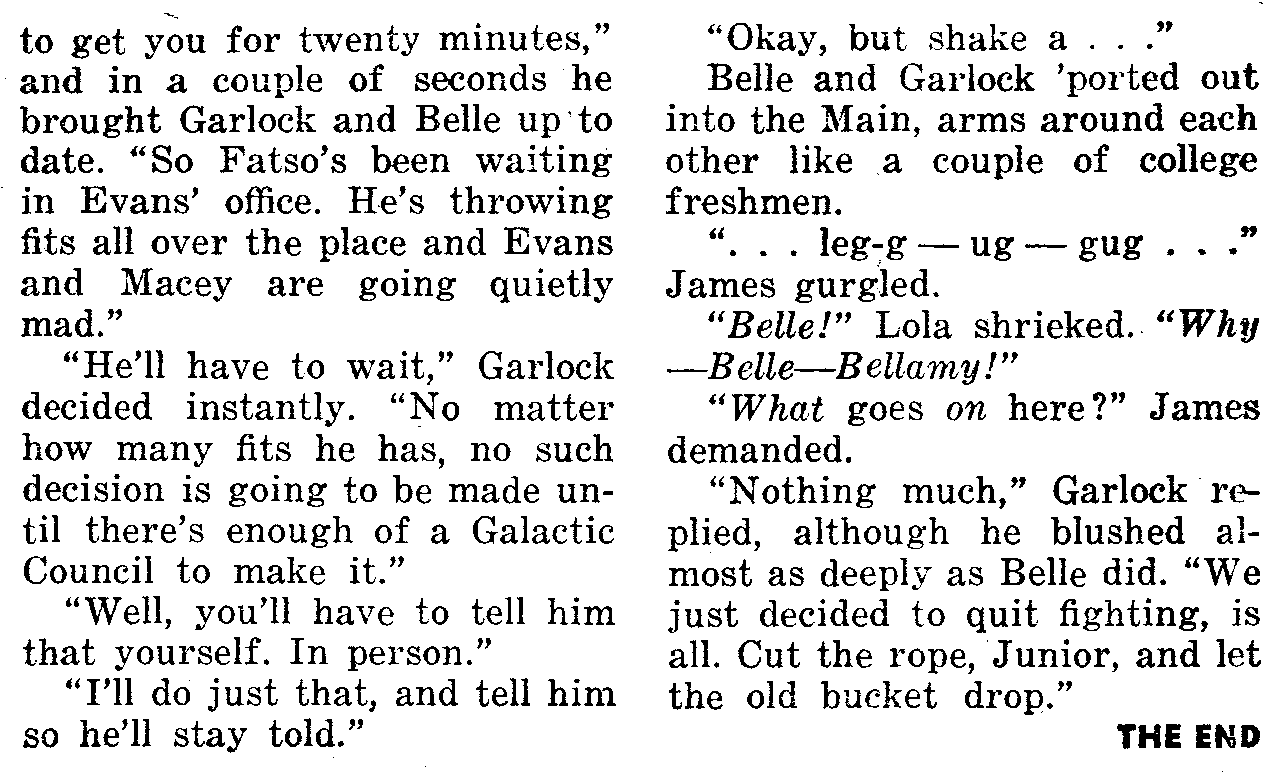 to get you for twenty minutes,”
and in a couple of seconds he
brought Garlock and Belle up to
date. “So Fatso’s been waiting
in Evans’ office. He’s throwing
fits all over the place and Evans
and Macey are going quietly
mad.”
“He’ll have to wait,” Garlock
decided instantly. “No matter
how many fits he has, no such
decision is going to be made un-
til there’s enough of a Galactic
Council to make it.”
“Well, you’ll have to tell him
that yourself. In person.”
“I’ll do just that, and tell him
so he’ll stay told.”
“Okay, but shake a . . .”
Belle and Garlock ’ported out
into the Main, arms around each
other like a couple of college
freshmen.
“. . . leg-g — ug — gug . . .”
James gurgled.
“Belle!” Lola shrieked. “Why
—Belle—Bellamy!”
“What goes on here?” James
demanded.
“Nothing much,” Garlock re-
plied, although he blushed al-
most as deeply as Belle did. “We
just decided to quit fighting, is
all. Cut the rope, Junior, and let
the old bucket drop.”
THE END